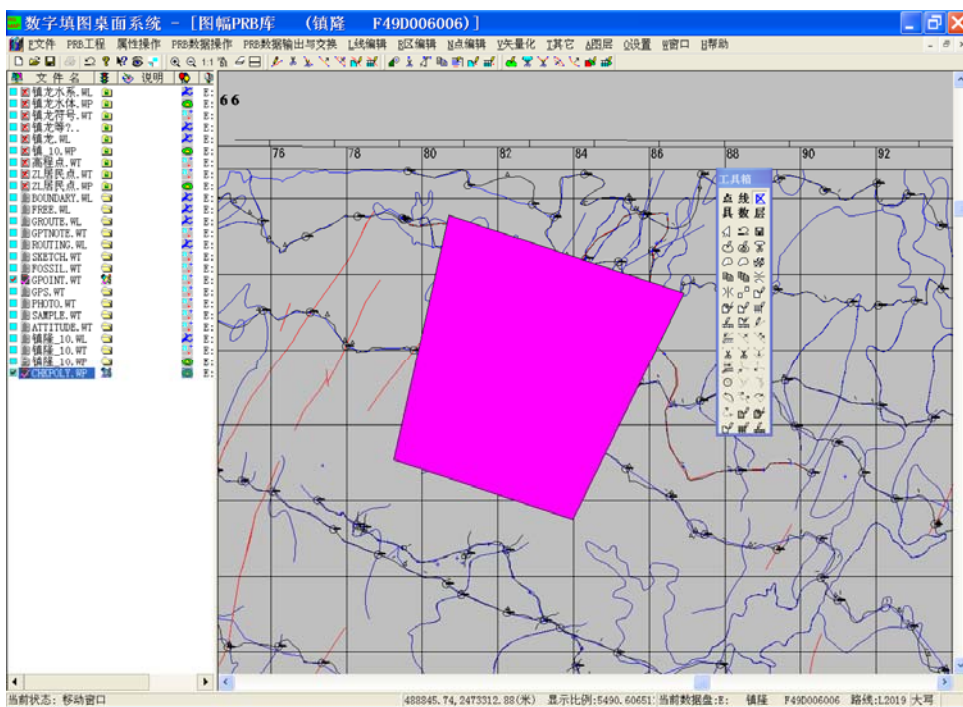 数字填图桌面系统 - [图幅PRB库 (镇隆 F49D006006)]
F文件 PRB工程 属性操作 PRB数据操作 PRB数据输出与交换 L线编辑 R区编辑 N点编辑 V矢量化 I其它 A图层 O设置 W窗口 H帮助
1:1
文件名 说明
镇龙水系.WL E:
镇龙水体.WP E:
镇龙符号.WT E:
镇龙等?.. E:
镇龙.WL E:
镇_10.WP E:
高程点.WT E:
ZL居民点.WT E:
ZL居民点.WP E:
BOUNDARY.WL E:
FREE.WL E:
GROUTE.WL E:
GPTNOTE.WT E:
ROUTING.WL E:
SKETCH.WT E:
FOSSIL.WT E:
GPOINT.WT E:
GPS.WT E:
PHOTO.WT E:
SAMPLE.WT E:
ATTITUDE.WT E:
镇隆_10.WL E:
镇隆_10.WT E:
镇隆_10.WP E:
CHKPOLY.WP E:
66
76 78 80 82 84 86 88 90 92
工具箱
点 线 区
具 数 层
当前状态: 移动窗口 488845.74,2473312.88(米) 显示比例:5490.60651: 当前数据盘:E: 镇隆 F49D006006 路线:L2019 大写